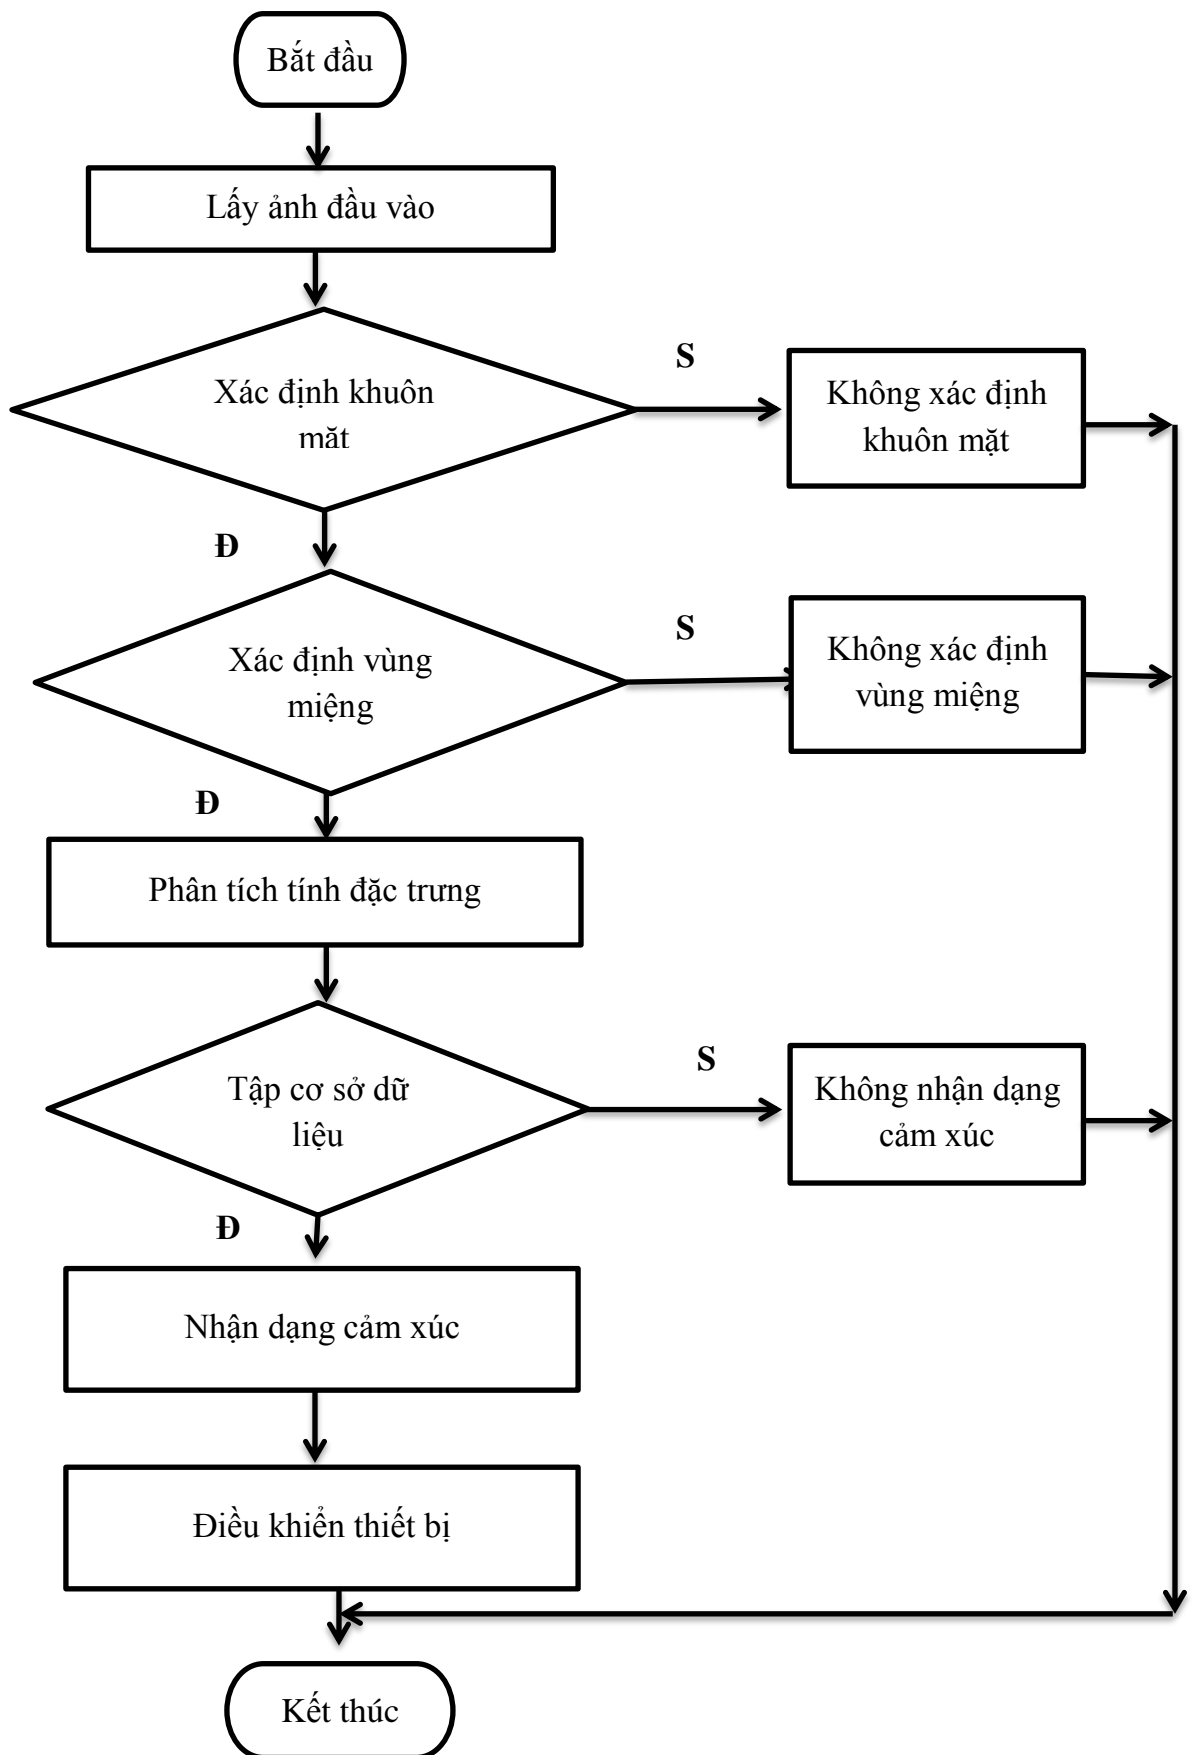 Bắt đầu
Lấy ảnh đầu vào
Xác định khuôn
mặt
S
Không xác định
khuôn mặt
Đ
Xác định vùng
miệng
S
Không xác định
vùng miệng
Đ
Phân tích tính đặc trưng
Tập cơ sở dữ
liệu
S
Không nhận dạng
cảm xúc
Đ
Nhận dạng cảm xúc
Điều khiển thiết bị
Kết thúc